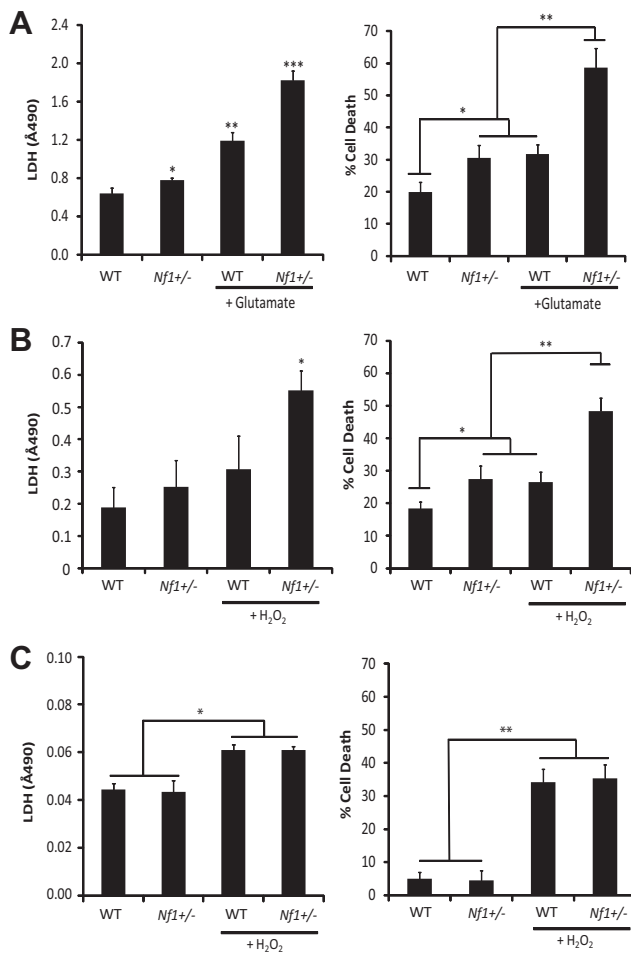 A
LDH (Å490)
2.4
2.0
1.6
1.2
0.8
0.4
0.0
*
**
***
WT
Nf1+/-
WT
Nf1+/-
+ Glutamate
% Cell Death
70
60
50
40
30
20
10
0
*
**
WT
Nf1+/-
WT
Nf1+/-
+Glutamate
B
LDH (Å490)
0.7
0.6
0.5
0.4
0.3
0.2
0.1
0
*
WT
Nf1+/-
WT
Nf1+/-
+ H₂O₂
% Cell Death
70
60
50
40
30
20
10
0
*
**
WT
Nf1+/-
WT
Nf1+/-
+ H₂O₂
C
LDH (Å490)
0.10
0.08
0.06
0.04
0.02
0.00
*
WT
Nf1+/-
WT
Nf1+/-
+ H₂O₂
% Cell Death
70
60
50
40
30
20
10
0
**
WT
Nf1+/-
WT
Nf1+/-
+ H₂O₂